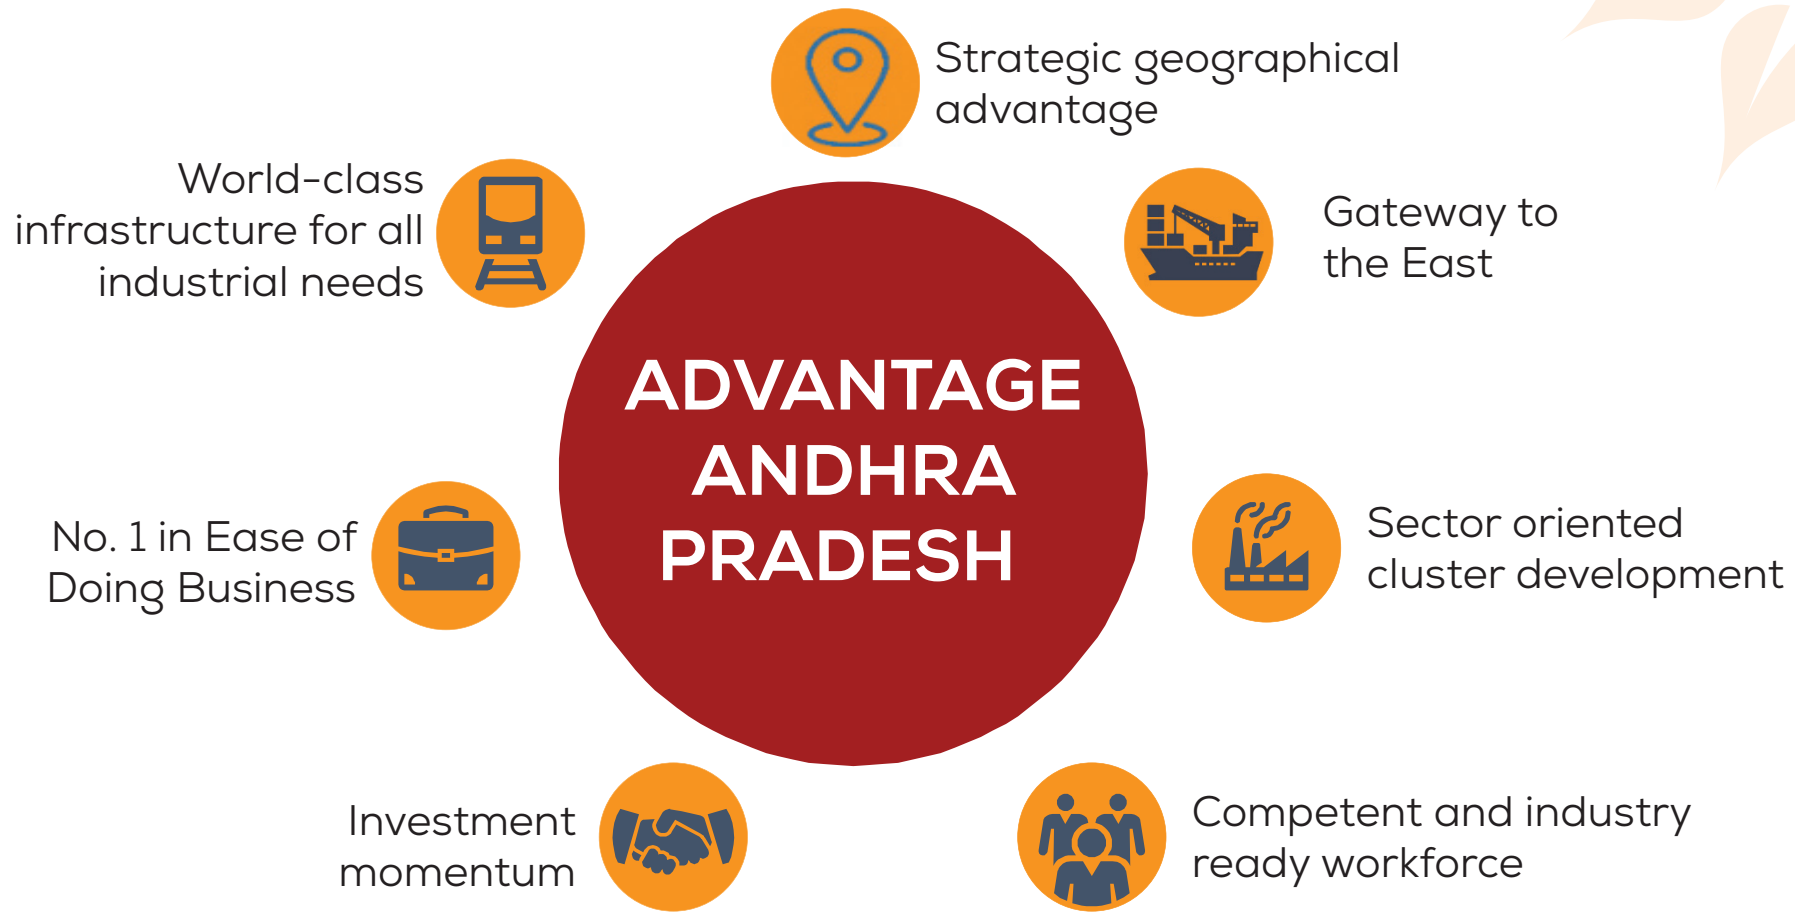 Strategic geographical
advantage
World-class
infrastructure for all
industrial needs
Gateway to
the East
ADVANTAGE
ANDHRA
PRADESH
No. 1 in Ease of
Doing Business
Sector oriented
cluster development
Investment
momentum
Competent and industry
ready workforce